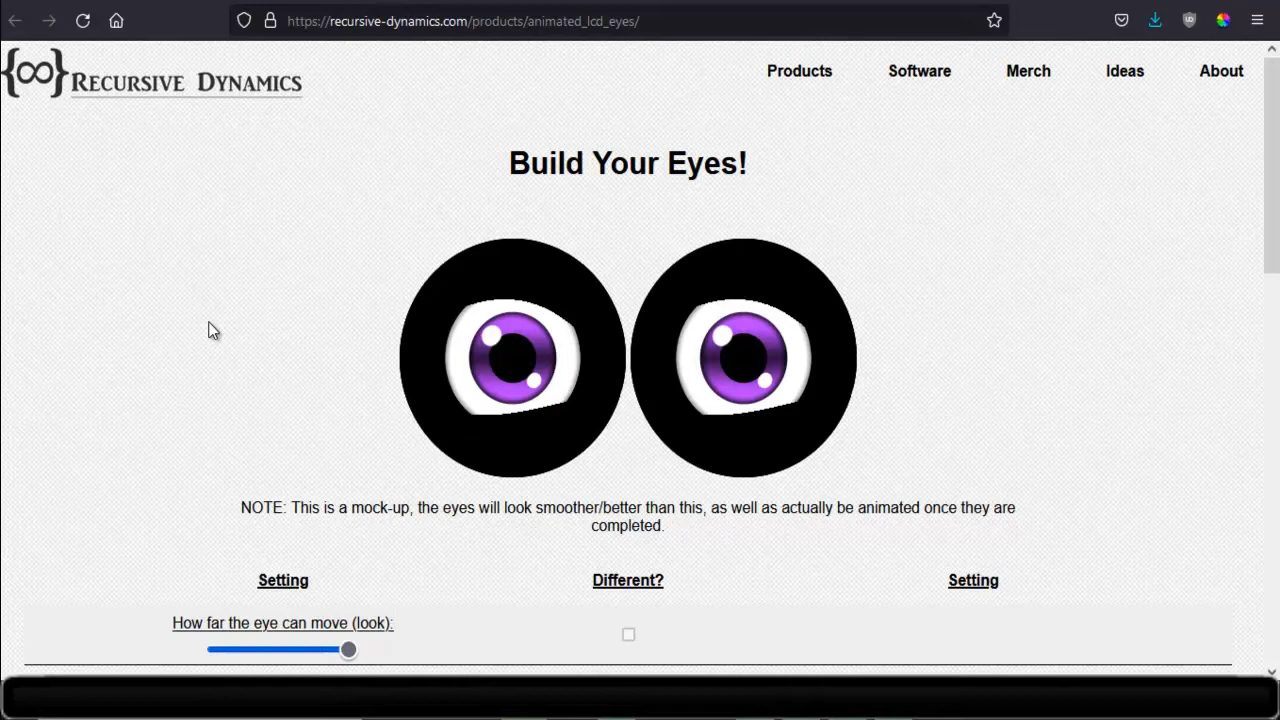 https://recursive-dynamics.com/products/animated_lcd_eyes/
{∞} Recursive Dynamics
Products Software Merch Ideas About
Build Your Eyes!
NOTE: This is a mock-up, the eyes will look smoother/better than this, as well as actually be animated once they are
completed.
Setting Different? Setting
How far the eye can move (look):